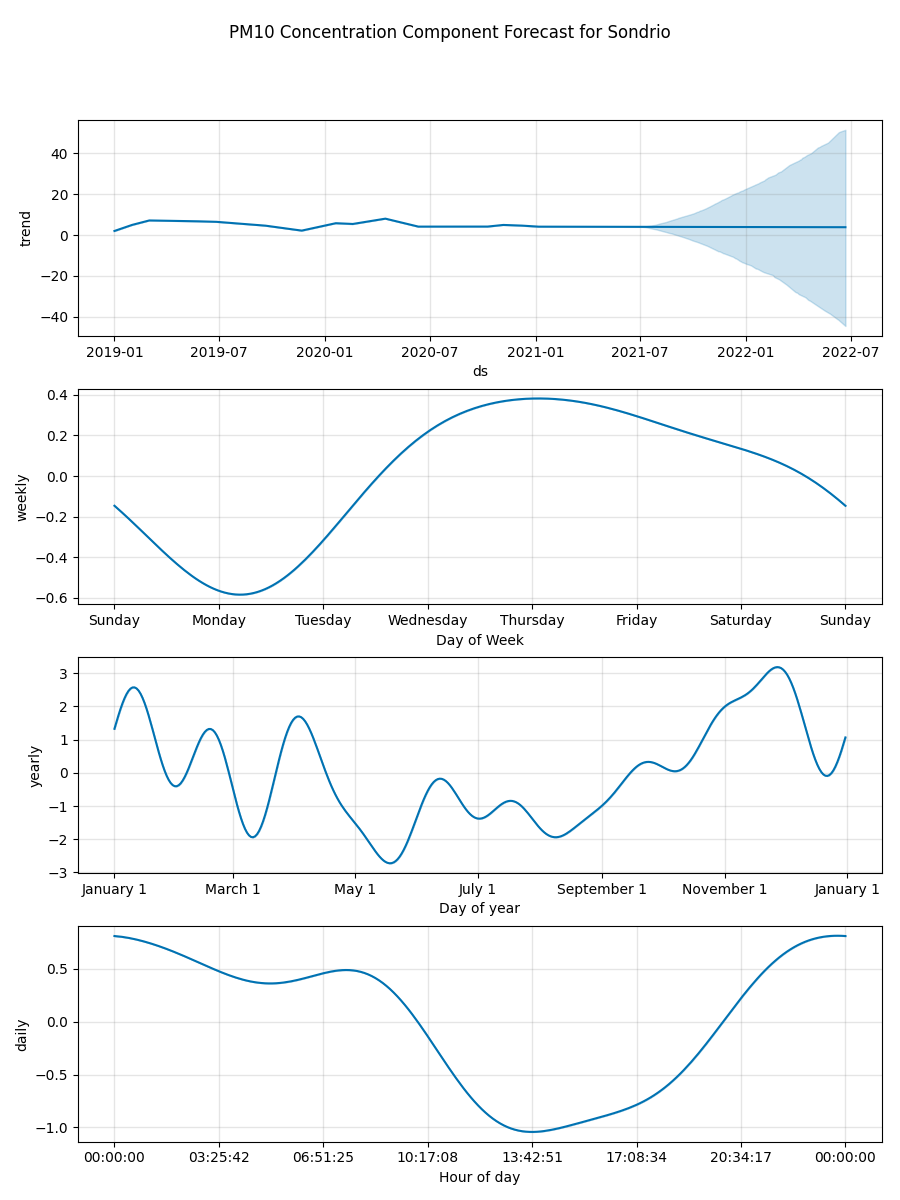 PM10 Concentration Component Forecast for Sondrio
trend
40
20
0
−20
−40
2019-01 2019-07 2020-01 2020-07 2021-01 2021-07 2022-01 2022-07
ds
weekly
0.4
0.2
0.0
−0.2
−0.4
−0.6
Sunday Monday Tuesday Wednesday Thursday Friday Saturday Sunday
Day of Week
yearly
3
2
1
0
−1
−2
−3
January 1 March 1 May 1 July 1 September 1 November 1 January 1
Day of year
daily
0.5
0.0
−0.5
−1.0
00:00:00 03:25:42 06:51:25 10:17:08 13:42:51 17:08:34 20:34:17 00:00:00
Hour of day